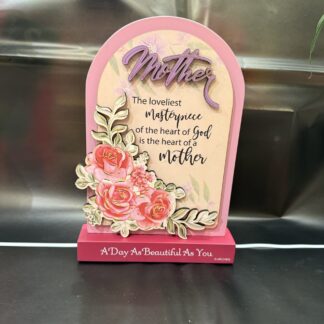 Mother
The loveliest
masterpiece
of the heart of God
is the heart of a
mother
A Day As Beautiful As You